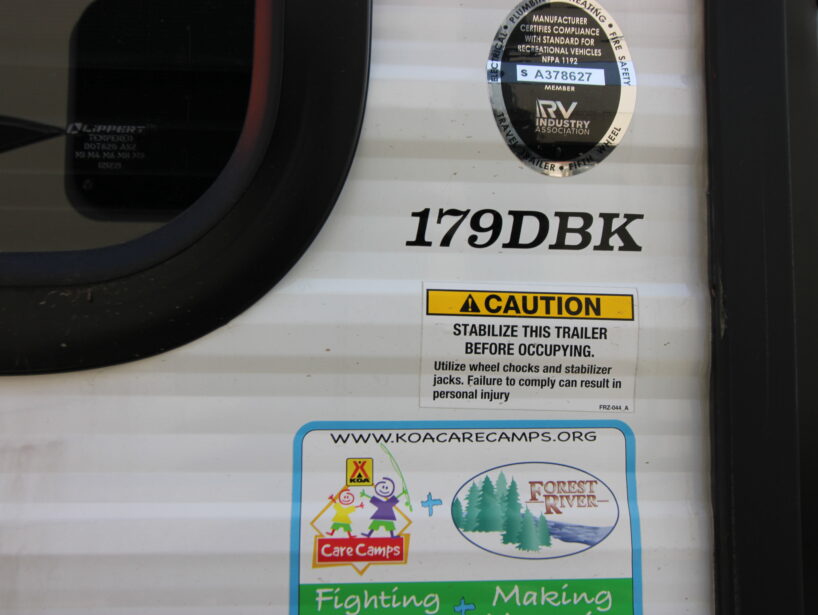 ELECTRICAL • PLUMBING • HEATING • FIRE SAFETY
MANUFACTURER
CERTIFIES COMPLIANCE
WITH STANDARD FOR
RECREATIONAL VEHICLES
NFPA 1192
S A378627
MEMBER
RV
INDUSTRY
ASSOCIATION
TRAVEL TRAILER • FIFTH WHEEL
LIPPERT
TEMPERED
179DBK
CAUTION
STABILIZE THIS TRAILER
BEFORE OCCUPYING.
Utilize wheel chocks and stabilizer
jacks. Failure to comply can result in
personal injury
FRZ-044_A
WWW.KOACARECAMPS.ORG
KOA
Care Camps
+
FOREST
RIVER
Fighting + Making